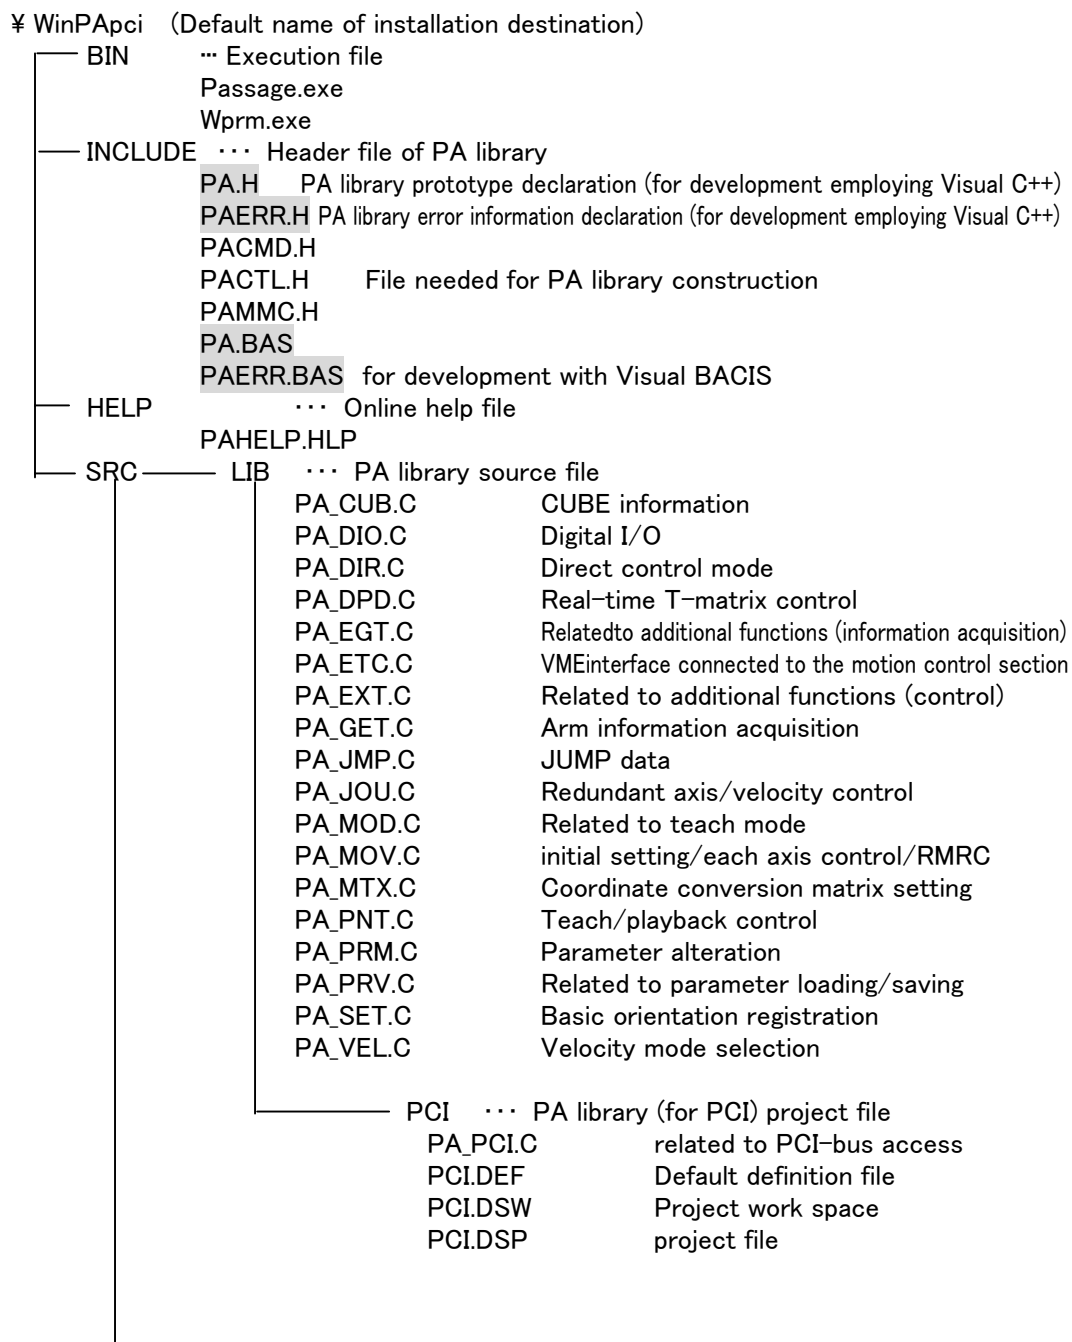 ¥ WinPApci (Default name of installation destination)
BIN ··· Execution file
Passage.exe
Wprm.exe
INCLUDE ··· Header file of PA library
PA.H PA library prototype declaration (for development employing Visual C++)
PAERR.H PA library error information declaration (for development employing Visual C++)
PACMD.H
PACTL.H File needed for PA library construction
PAMMC.H
PA.BAS
PAERR.BAS for development with Visual BACIS
HELP ··· Online help file
PAHELP.HLP
SRC LIB ··· PA library source file
PA_CUB.C CUBE information
PA_DIO.C Digital I/O
PA_DIR.C Direct control mode
PA_DPD.C Real-time T-matrix control
PA_EGT.C Relatedto additional functions (information acquisition)
PA_ETC.C VMEinterface connected to the motion control section
PA_EXT.C Related to additional functions (control)
PA_GET.C Arm information acquisition
PA_JMP.C JUMP data
PA_JOU.C Redundant axis/velocity control
PA_MOD.C Related to teach mode
PA_MOV.C initial setting/each axis control/RMRC
PA_MTX.C Coordinate conversion matrix setting
PA_PNT.C Teach/playback control
PA_PRM.C Parameter alteration
PA_PRV.C Related to parameter loading/saving
PA_SET.C Basic orientation registration
PA_VEL.C Velocity mode selection
PCI ··· PA library (for PCI) project file
PA_PCI.C related to PCI-bus access
PCI.DEF Default definition file
PCI.DSW Project work space
PCI.DSP project file